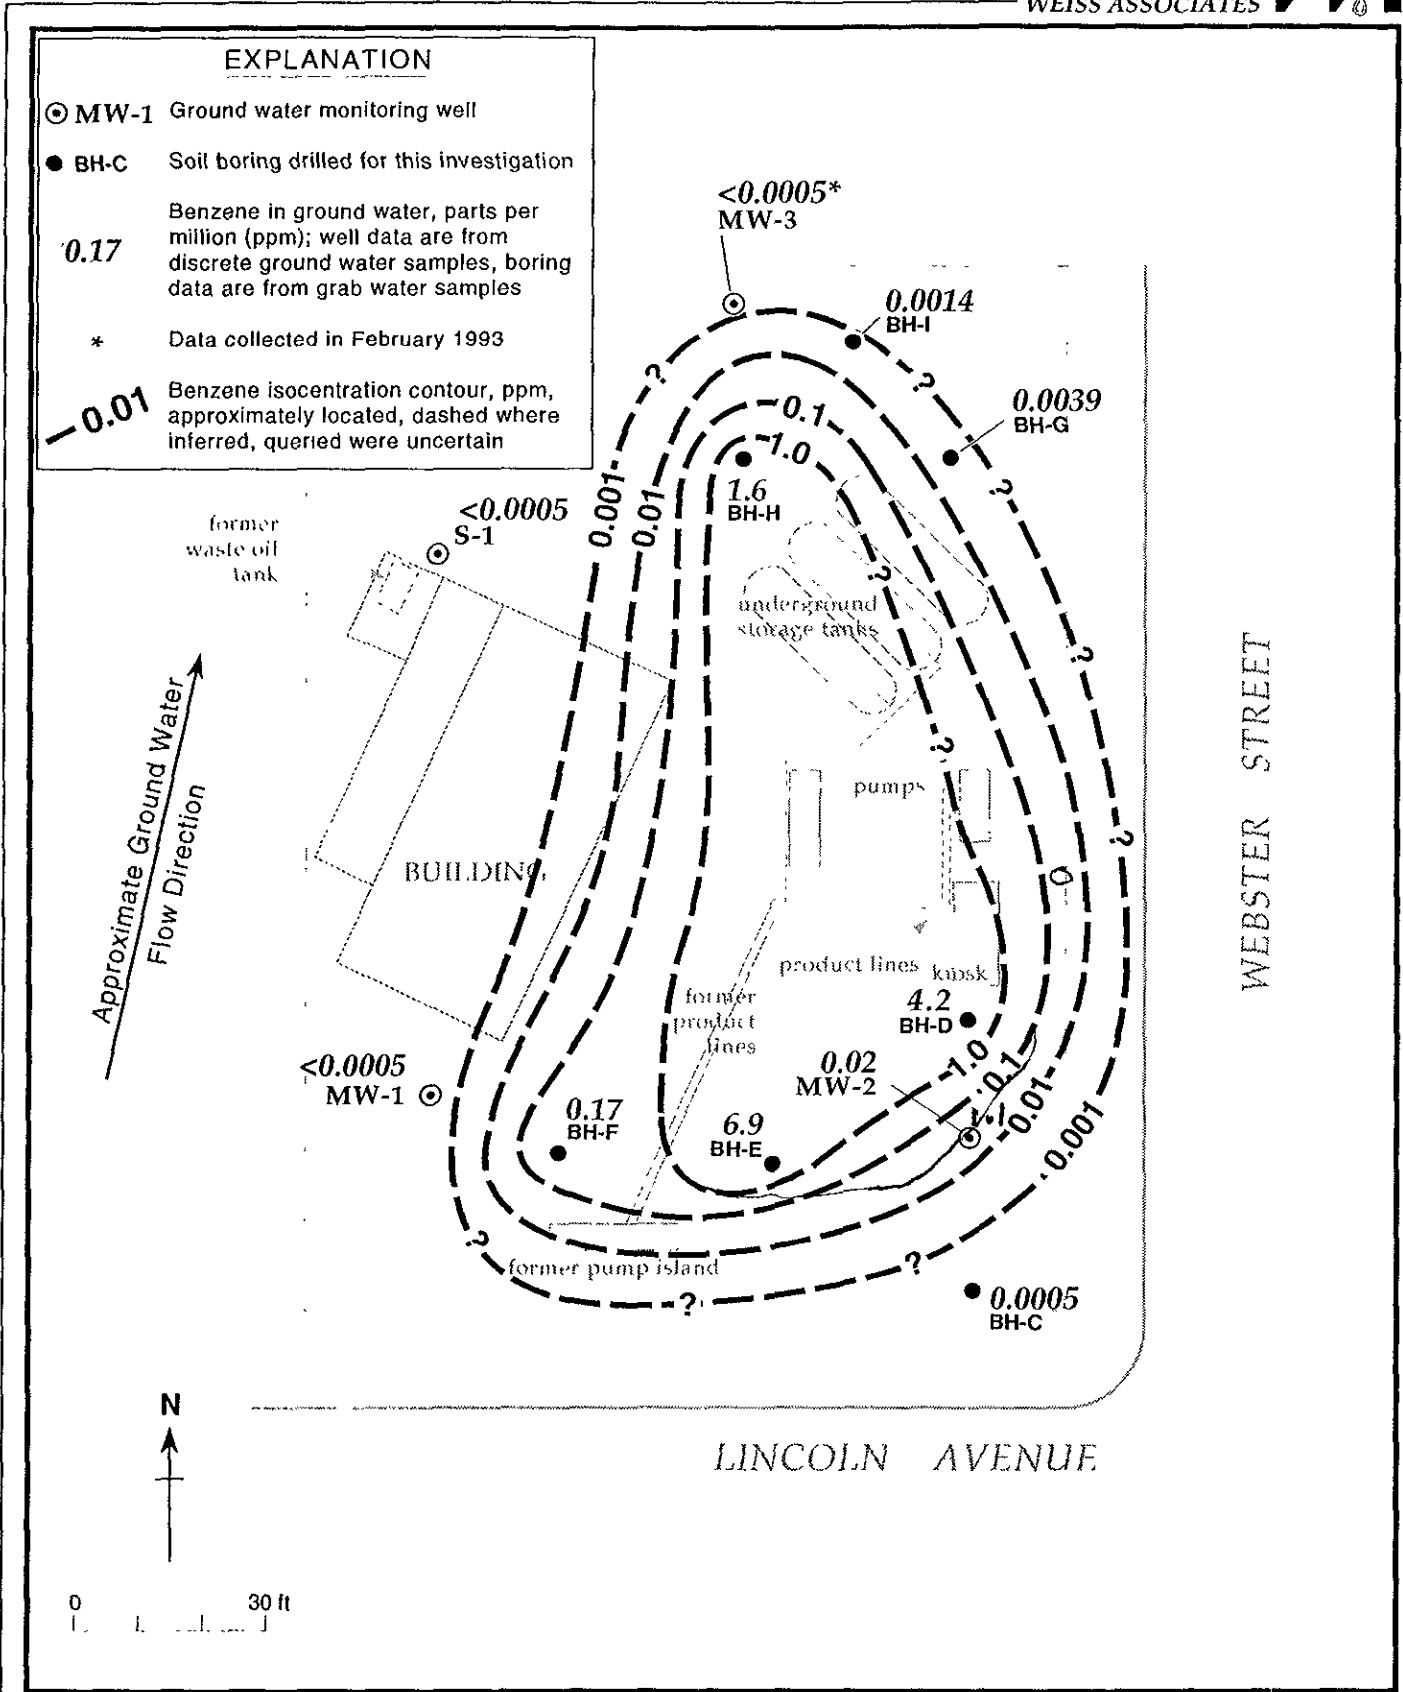 WEISS ASSOCIATES
EXPLANATION
MW-1 Ground water monitoring well
BH-C Soil boring drilled for this investigation
0.17 Benzene in ground water, parts per
million (ppm); well data are from
discrete ground water samples, boring
data are from grab water samples
* Data collected in February 1993
0.01 Benzene isocentration contour, ppm,
approximately located, dashed where
inferred, queried were uncertain
<0.0005*
MW-3
0.0014
BH-I
?
?
0.0039
BH-G
0.1
1.0
0.001
0.01
1.6
BH-H
?
<0.0005
S-1
former
waste oil
tank
?
underground
storage tanks
?
Approximate Ground Water
Flow Direction
?
pumps
?
BUILDING
WEBSTER STREET
product lines
kiosk
former
product
lines
4.2
BH-D
0.02
MW-2
1.0
0.1
0.01
0.001
<0.0005
MW-1
0.17
BH-F
6.9
BH-E
?
former pump island
?
?
0.0005
BH-C
N
LINCOLN AVENUE
0 30 ft